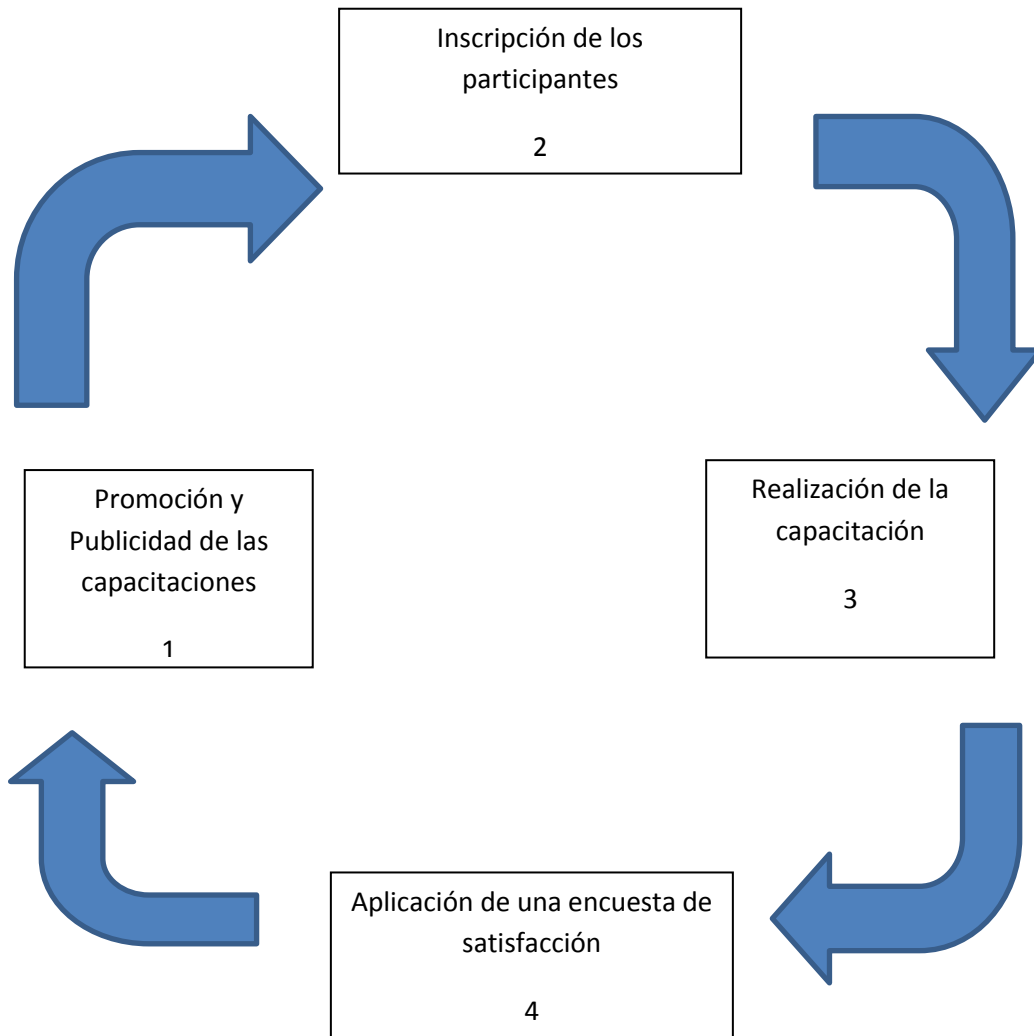 Inscripción de los
participantes
2
Promoción y
Publicidad de las
capacitaciones
1
Realización de la
capacitación
3
Aplicación de una encuesta de
satisfacción
4